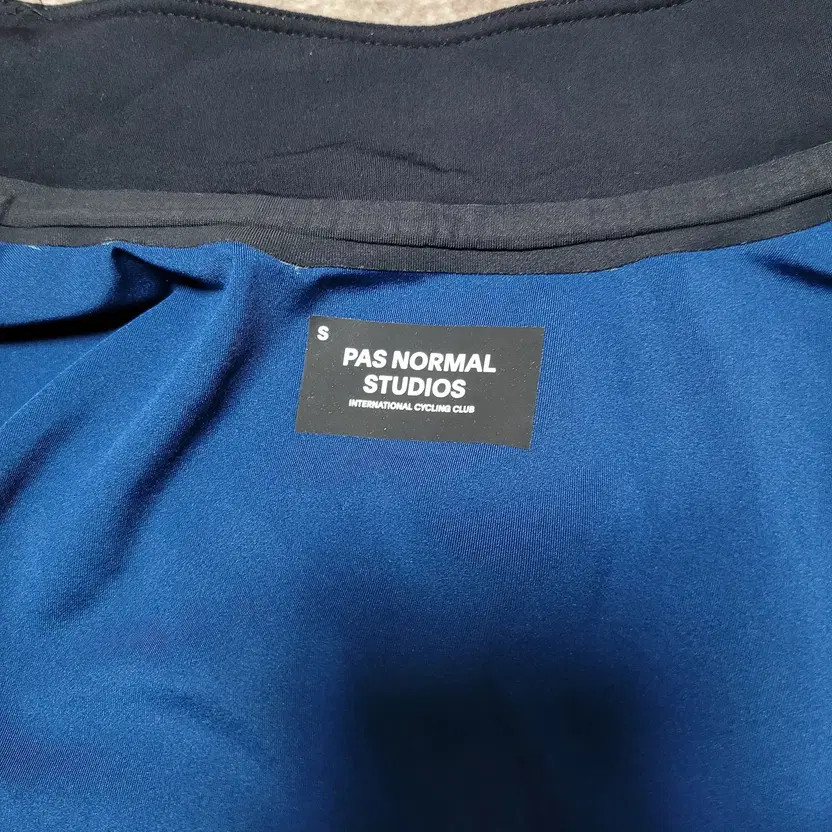 S
PAS NORMAL
STUDIOS
INTERNATIONAL CYCLING CLUB